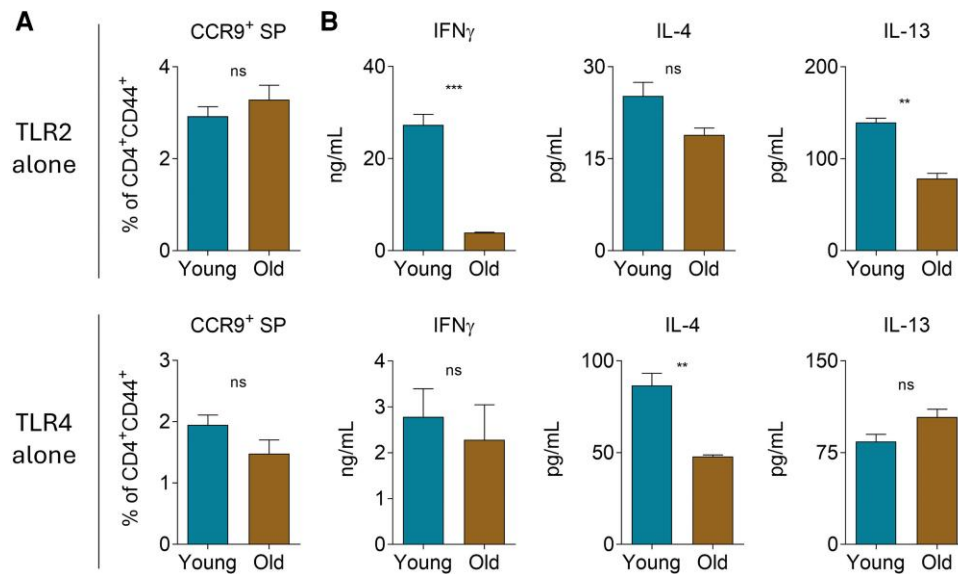 A
B
TLR2
alone
CCR9+ SP
% of CD4+CD44+
6
4
2
0
ns
Young Old
IFNγ
ng/mL
40
20
0
***
Young Old
IL-4
pg/mL
30
15
0
ns
Young Old
IL-13
pg/mL
200
100
0
**
Young Old
TLR4
alone
CCR9+ SP
% of CD4+CD44+
3
2
1
0
ns
Young Old
IFNγ
ng/mL
4
3
2
1
0
ns
Young Old
IL-4
pg/mL
100
50
0
**
Young Old
IL-13
pg/mL
150
75
0
ns
Young Old